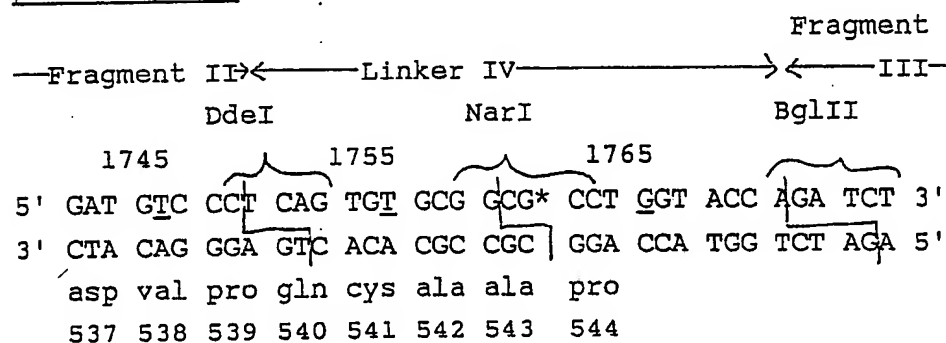 Fragment
—Fragment II→←———Linker IV———→←———III—
DdeI NarI BglII
1745 1755 1765
5' GAT GTC CCT CAG TGT GCG GCG* CCT GGT ACC AGA TCT 3'
3' CTA CAG GGA GTC ACA CGC CGC GGA CCA TGG TCT AGA 5'
asp val pro gln cys ala ala pro
537 538 539 540 541 542 543 544